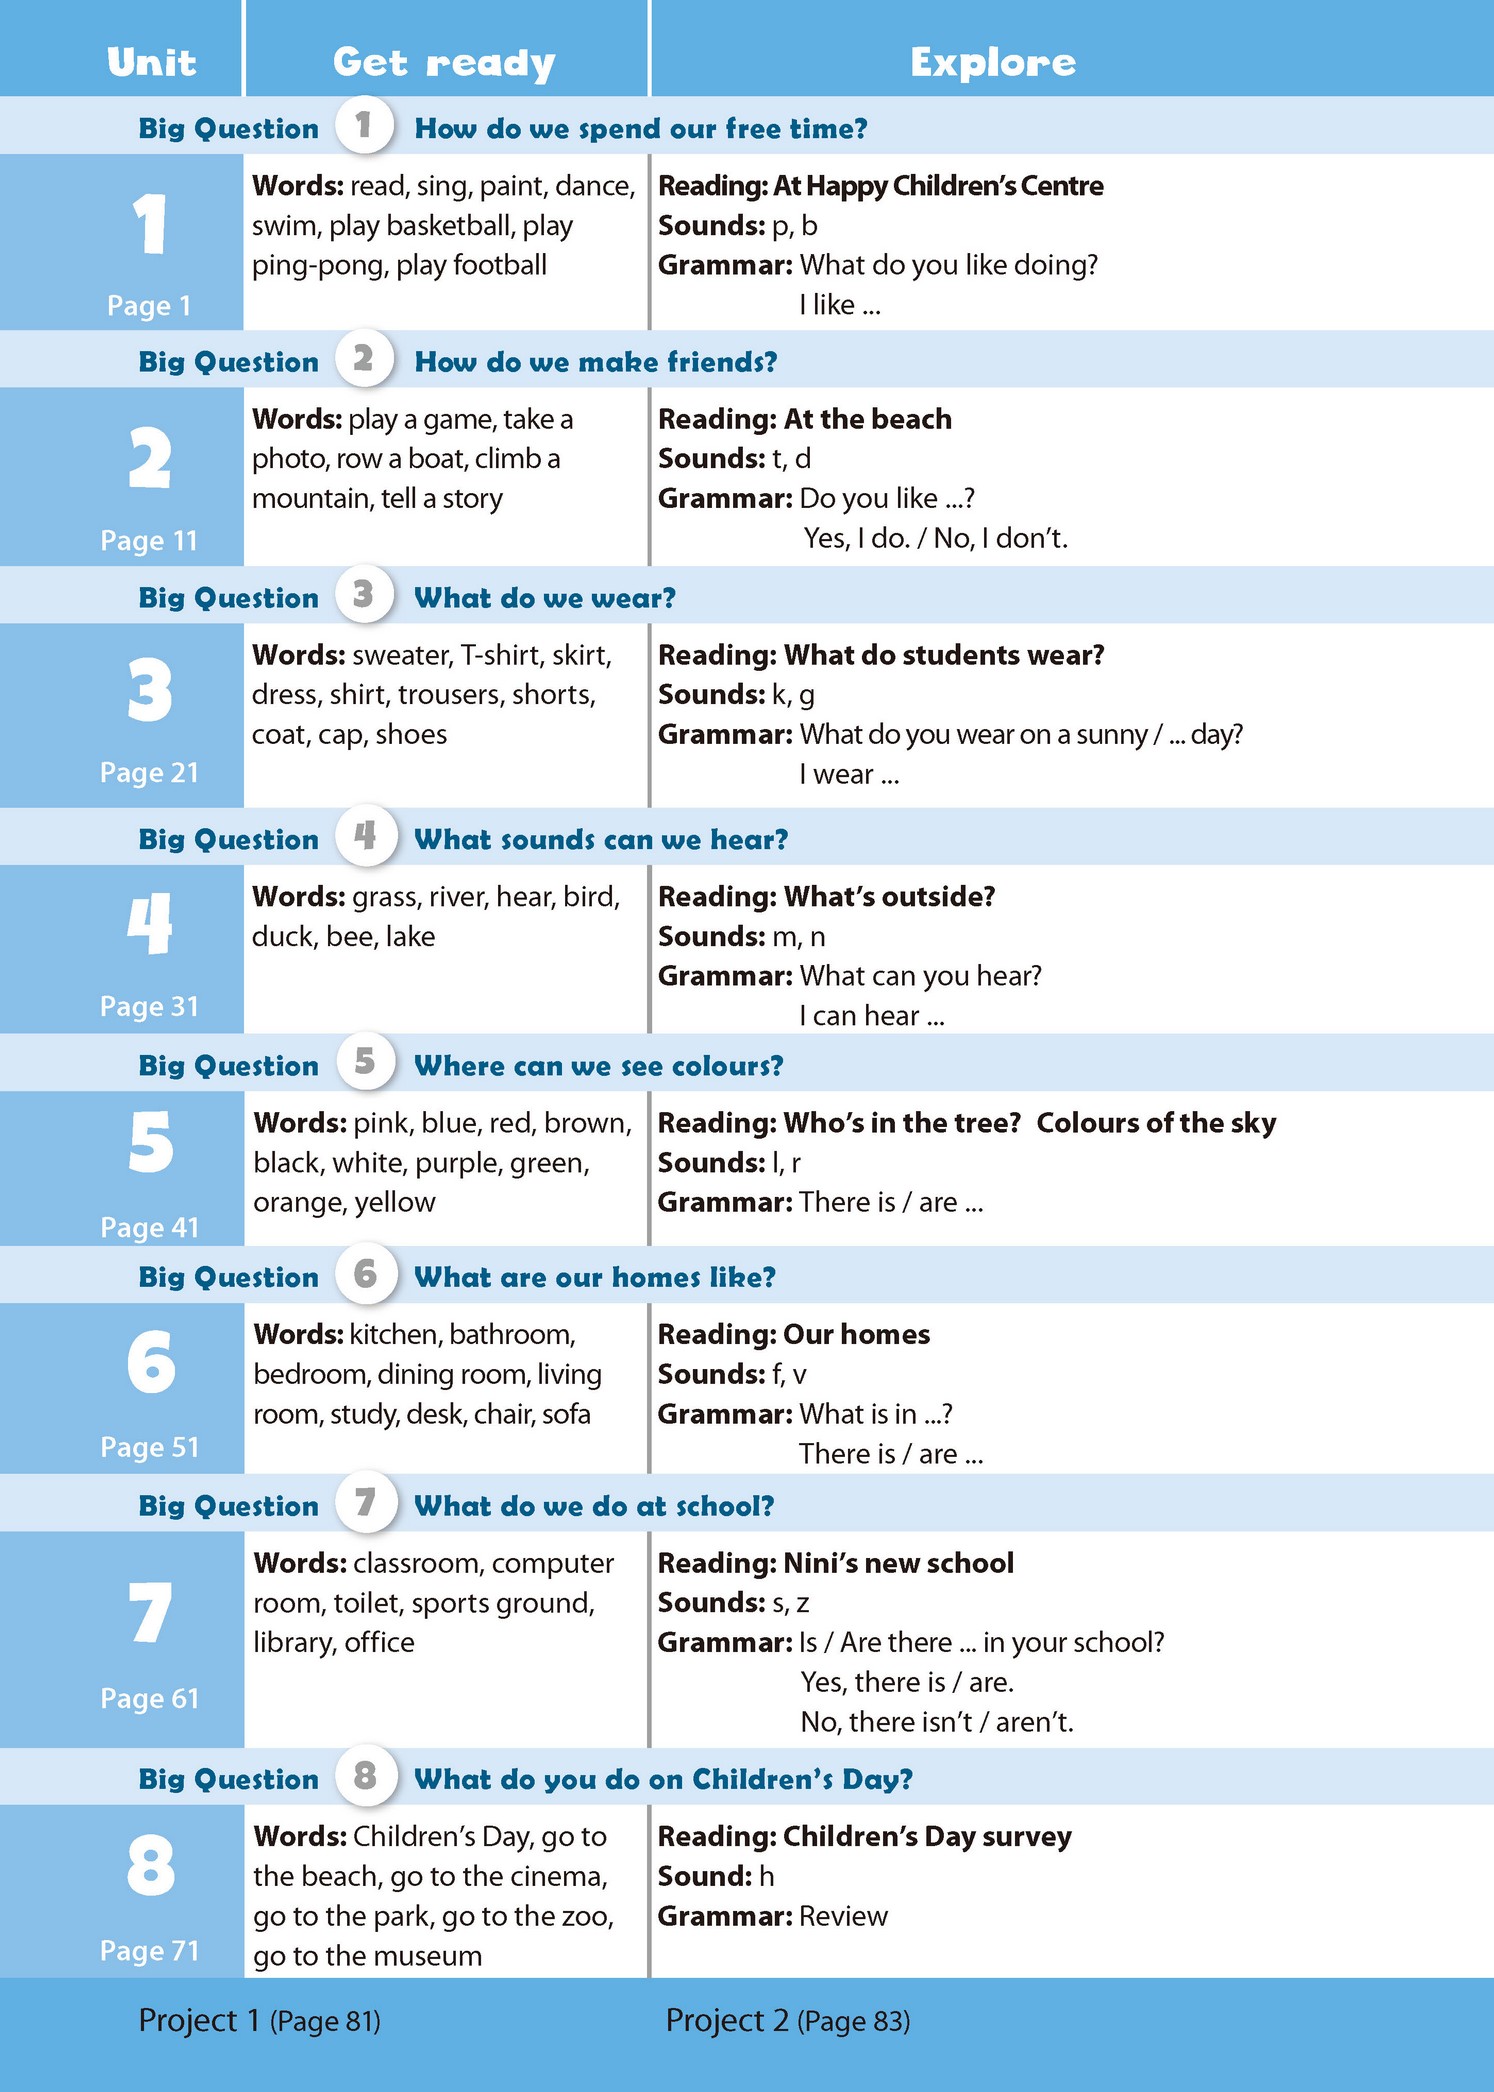 Unit Get ready Explore
Big Question 1 How do we spend our free time?
1
Page 1
Words: read, sing, paint, dance,
swim, play basketball, play
ping-pong, play football
Reading: At Happy Children's Centre
Sounds: p, b
Grammar: What do you like doing?
I like ...
Big Question 2 How do we make friends?
2
Page 11
Words: play a game, take a
photo, row a boat, climb a
mountain, tell a story
Reading: At the beach
Sounds: t, d
Grammar: Do you like ...?
Yes, I do. / No, I don't.
Big Question 3 What do we wear?
3
Page 21
Words: sweater, T-shirt, skirt,
dress, shirt, trousers, shorts,
coat, cap, shoes
Reading: What do students wear?
Sounds: k, g
Grammar: What do you wear on a sunny / ... day?
I wear ...
Big Question 4 What sounds can we hear?
4
Page 31
Words: grass, river, hear, bird,
duck, bee, lake
Reading: What's outside?
Sounds: m, n
Grammar: What can you hear?
I can hear ...
Big Question 5 Where can we see colours?
5
Page 41
Words: pink, blue, red, brown,
black, white, purple, green,
orange, yellow
Reading: Who's in the tree? Colours of the sky
Sounds: l, r
Grammar: There is / are ...
Big Question 6 What are our homes like?
6
Page 51
Words: kitchen, bathroom,
bedroom, dining room, living
room, study, desk, chair, sofa
Reading: Our homes
Sounds: f, v
Grammar: What is in ...?
There is / are ...
Big Question 7 What do we do at school?
7
Page 61
Words: classroom, computer
room, toilet, sports ground,
library, office
Reading: Nini's new school
Sounds: s, z
Grammar: Is / Are there ... in your school?
Yes, there is / are.
No, there isn't / aren't.
Big Question 8 What do you do on Children's Day?
8
Page 71
Words: Children's Day, go to
the beach, go to the cinema,
go to the park, go to the zoo,
go to the museum
Reading: Children's Day survey
Sound: h
Grammar: Review
Project 1 (Page 81) Project 2 (Page 83)